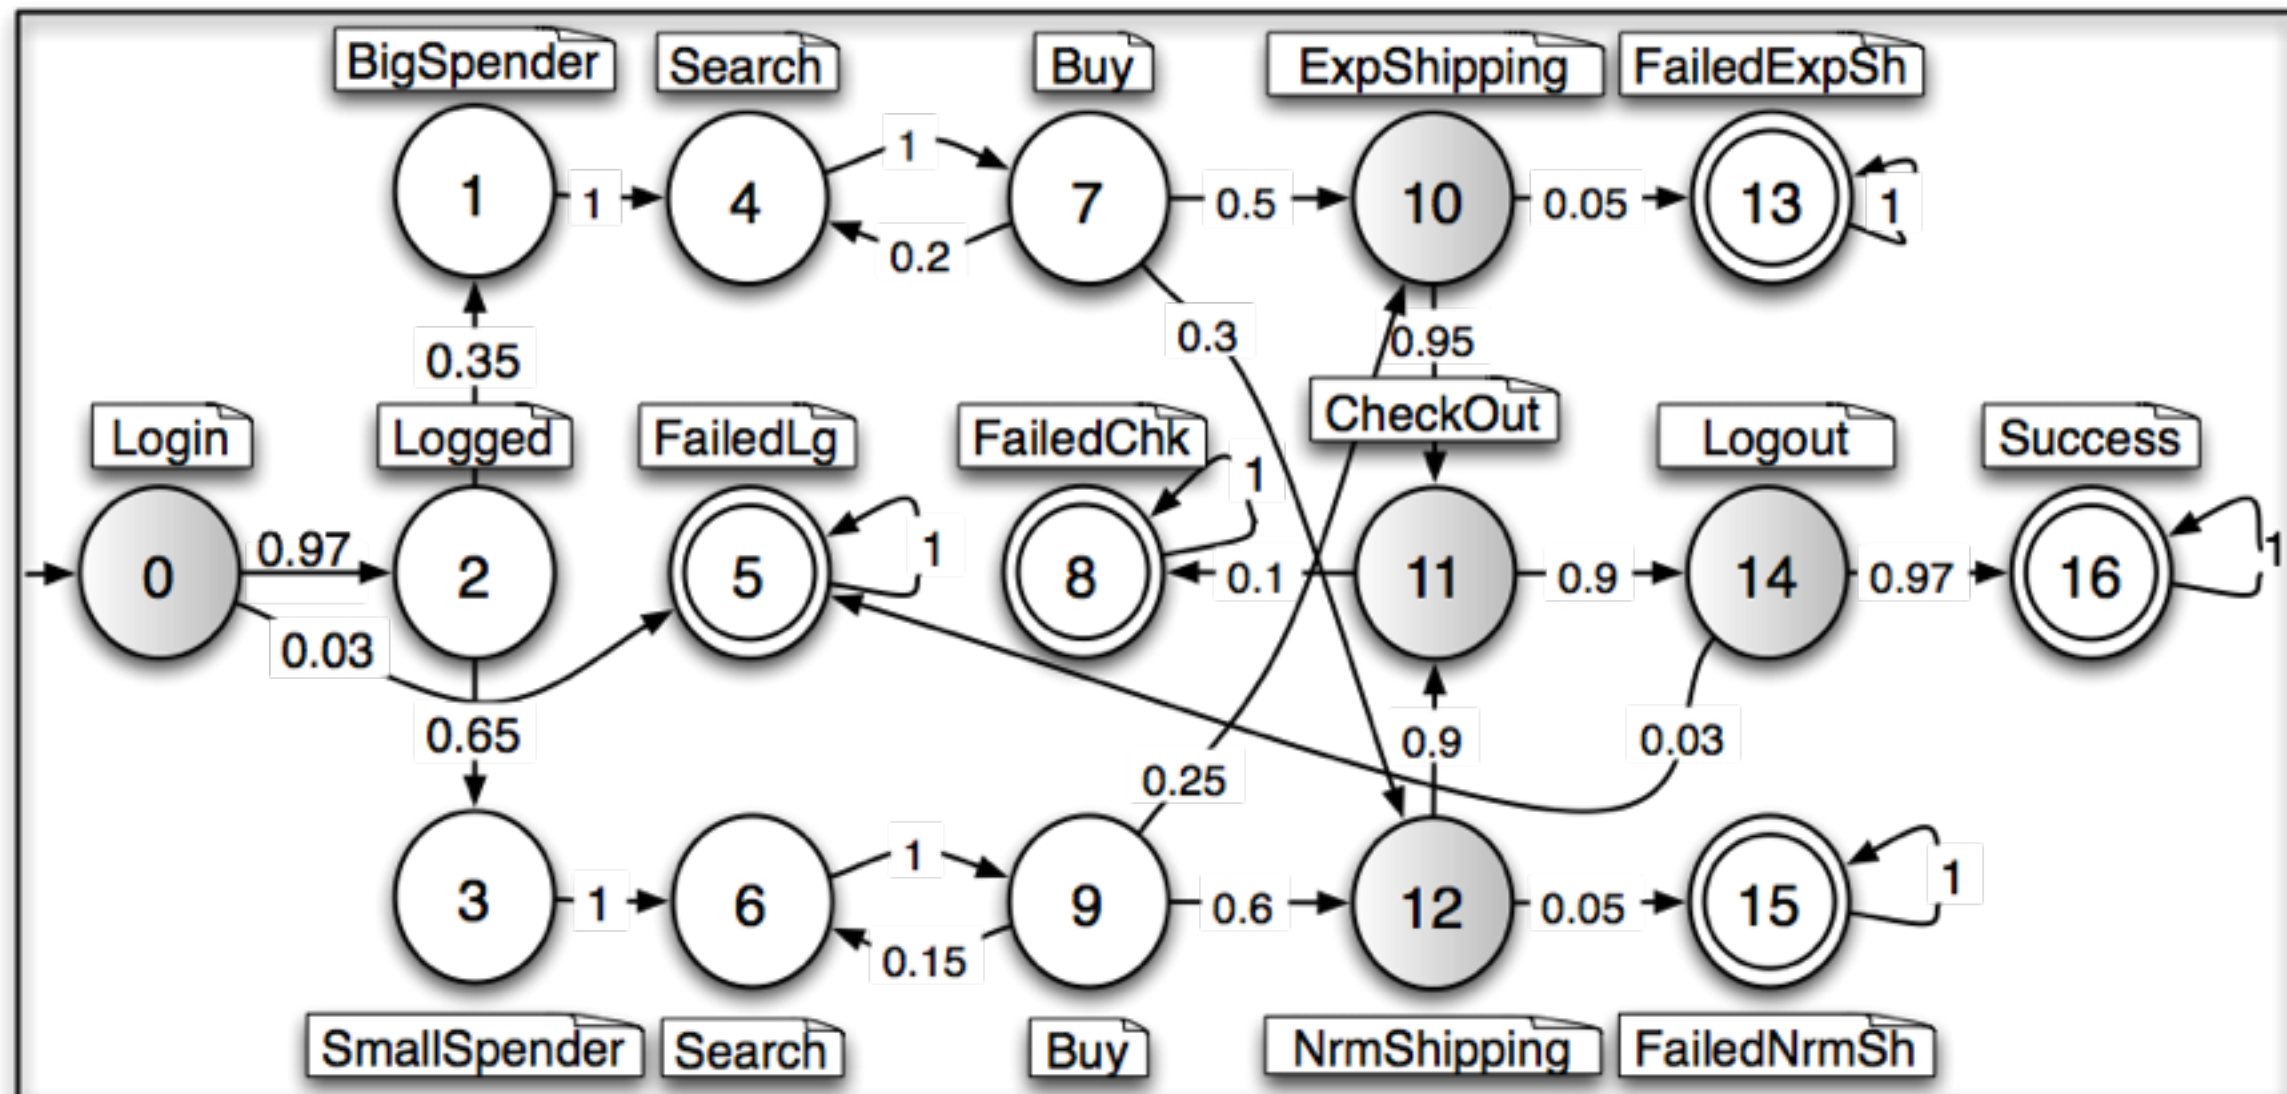 BigSpender Search Buy ExpShipping FailedExpSh
1 1 4 1 7 0.5 10 0.05 13 1
0.2
0.35 0.3 0.95
Login Logged FailedLg FailedChk CheckOut Logout Success
0 0.97 2 5 1 8 1 0.1 11 0.9 14 0.97 16 1
0.03
0.65 0.9 0.03
0.25
3 1 6 1 9 0.6 12 0.05 15 1
0.15
SmallSpender Search Buy NrmShipping FailedNrmSh